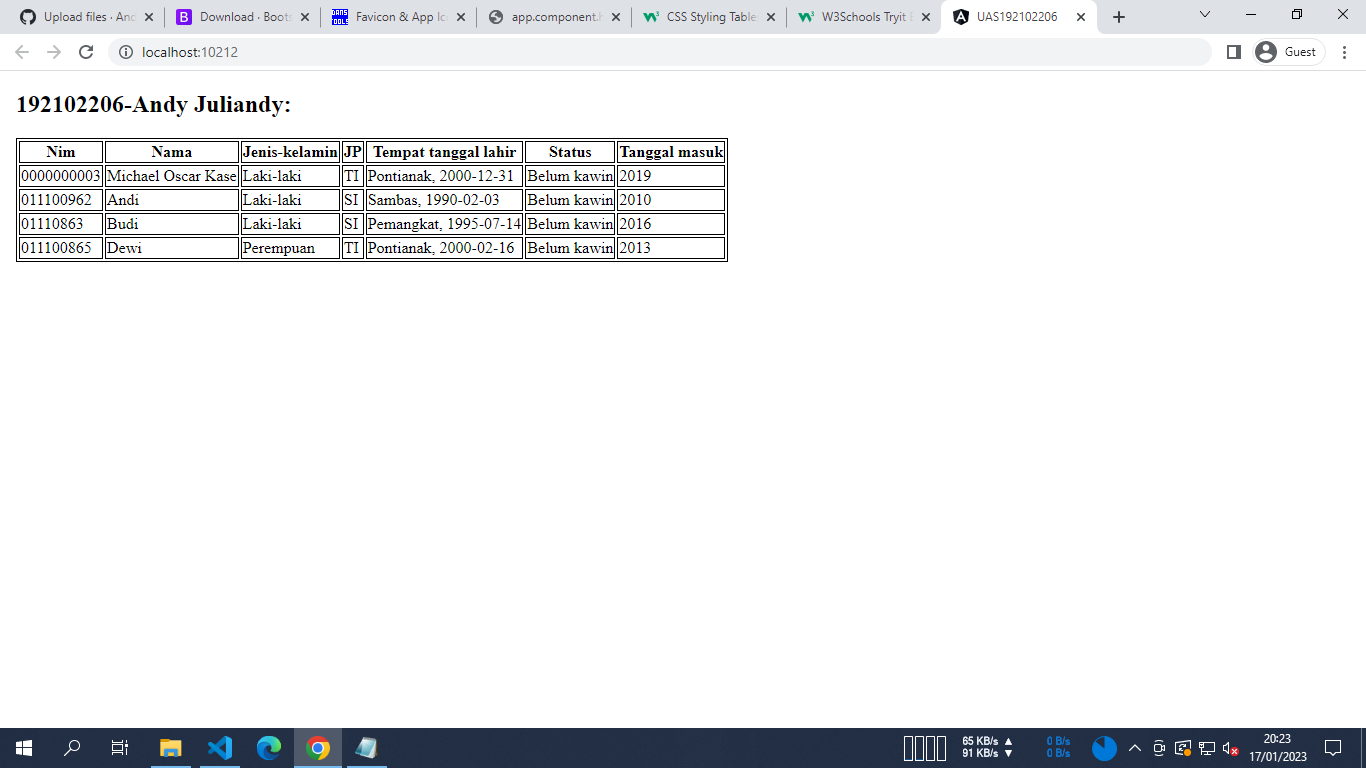 Upload files · And
Download · Boots
Favicon & App Ic
app.component.h
CSS Styling Table
W3Schools Tryit E
UAS192102206
localhost:10212
Guest
192102206-Andy Juliandy:
Nim Nama Jenis-kelamin JP Tempat tanggal lahir Status Tanggal masuk
0000000003 Michael Oscar Kase Laki-laki TI Pontianak, 2000-12-31 Belum kawin 2019
011100962 Andi Laki-laki SI Sambas, 1990-02-03 Belum kawin 2010
01110863 Budi Laki-laki SI Pemangkat, 1995-07-14 Belum kawin 2016
011100865 Dewi Perempuan TI Pontianak, 2000-02-16 Belum kawin 2013
65 KB/s 0 B/s
91 KB/s 0 B/s
20:23
17/01/2023